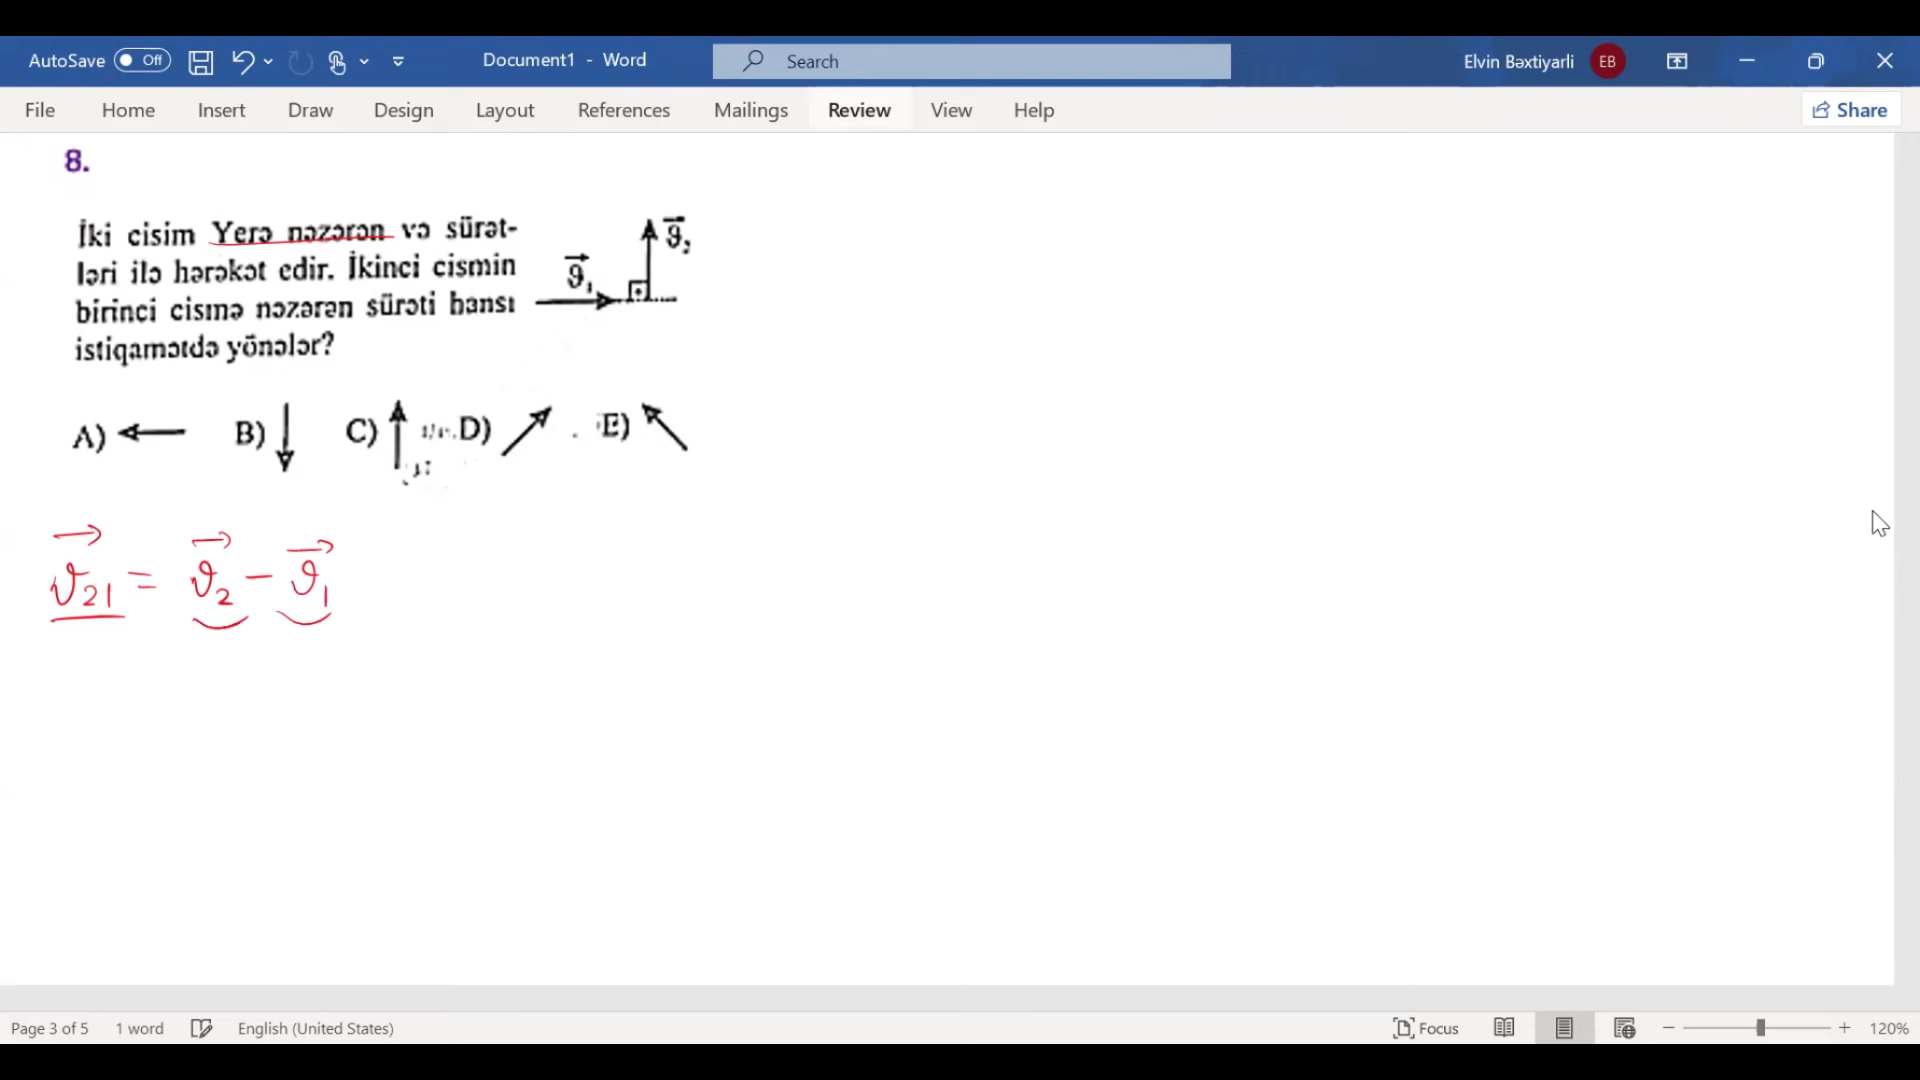 AutoSave Off Document1 - Word Search Elvin Bəxtiyarli EB
File Home Insert Draw Design Layout References Mailings Review View Help Share
8.
İki cisim Yerə nəzərən və sürət-
ləri ilə hərəkət edir. İkinci cismin
birinci cismə nəzərən sürəti hansı
istiqamətdə yönələr?
ϑ₁ ϑ₂
A) B) C) D) E)
ϑ₂₁ = ϑ₂ - ϑ₁
Page 3 of 5 1 word English (United States) Focus 120%